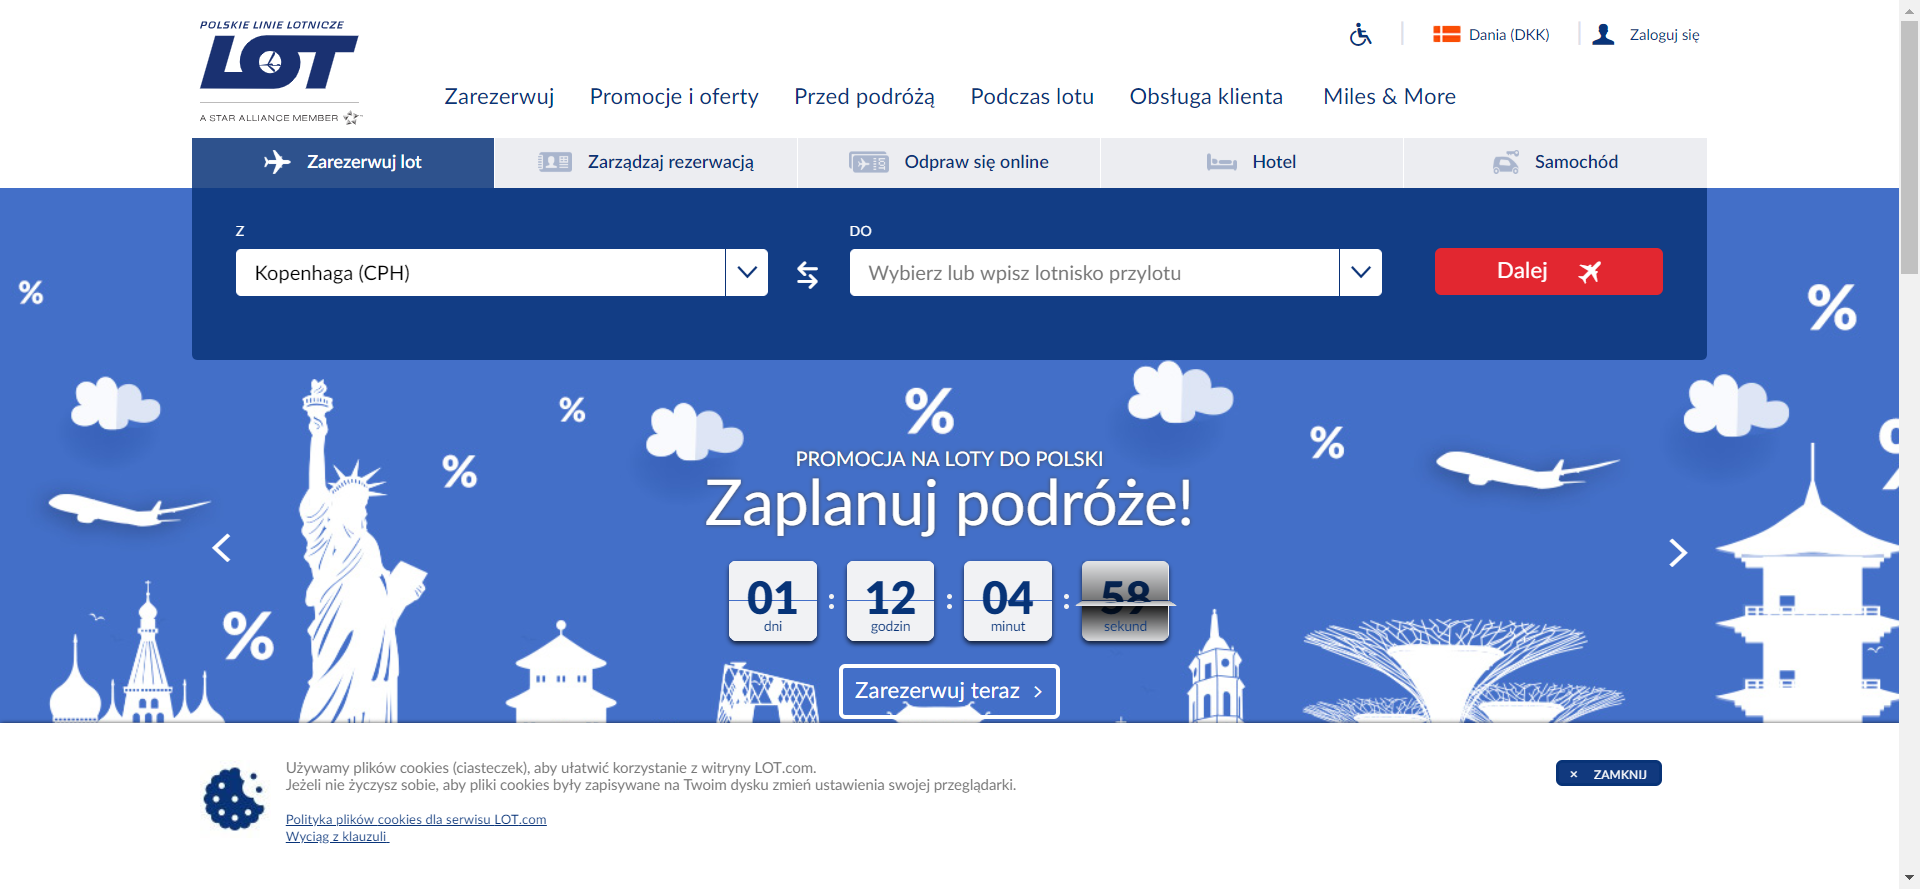 POLSKIE LINIE LOTNICZE
LOT
A STAR ALLIANCE MEMBER
Dania (DKK)
Zaloguj się
Zarezerwuj
Promocje i oferty
Przed podróżą
Podczas lotu
Obsługa klienta
Miles & More
Zarezerwuj lot
Zarządzaj rezerwacją
Odpraw się online
Hotel
Samochód
Z
DO
Kopenhaga (CPH)
Wybierz lub wpisz lotnisko przylotu
Dalej
PROMOCJA NA LOTY DO POLSKI
Zaplanuj podróże!
01 : 12 : 04 : 58
dni godzin minut sekund
Zarezerwuj teraz
Używamy plików cookies (ciasteczek), aby ułatwić korzystanie z witryny LOT.com.
Jeżeli nie życzysz sobie, aby pliki cookies były zapisywane na Twoim dysku zmień ustawienia swojej przeglądarki.
× ZAMKNIJ
Polityka plików cookies dla serwisu LOT.com
Wyciąg z klauzuli